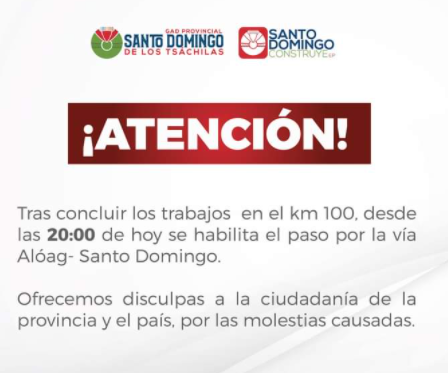 GAD PROVINCIAL
SANTO DOMINGO
DE LOS TSÁCHILAS
SANTO
DOMINGO
CONSTRUYE E.P.
¡ATENCIÓN!
Tras concluir los trabajos en el km 100, desde
las 20:00 de hoy se habilita el paso por la vía
Alóag- Santo Domingo.
Ofrecemos disculpas a la ciudadanía de la
provincia y el país, por las molestias causadas.